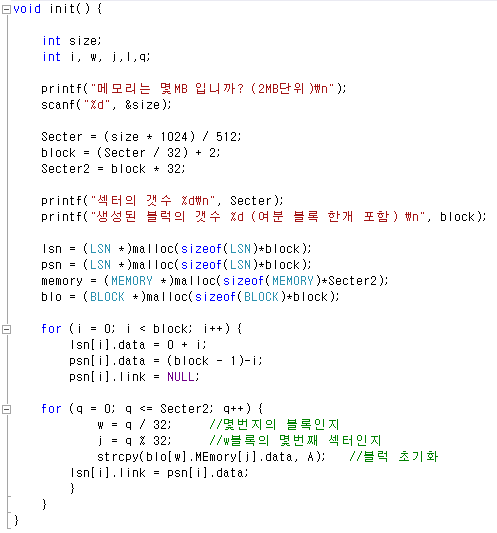 void init() {
int size;
int i, w, j,l,q;
printf("메모리는 몇MB 입니까? (2MB단위)₩n");
scanf("%d", &size);
Secter = (size * 1024) / 512;
block = (Secter / 32) + 2;
Secter2 = block * 32;
printf("섹터의 갯수 %d₩n", Secter);
printf("생성된 블럭의 갯수 %d (여분 블록 한개 포함) ₩n", block);
lsn = (LSN *)malloc(sizeof(LSN)*block);
psn = (LSN *)malloc(sizeof(LSN)*block);
memory = (MEMORY *)malloc(sizeof(MEMORY)*Secter2);
blo = (BLOCK *)malloc(sizeof(BLOCK)*block);
for (i = 0; i < block; i++) {
lsn[i].data = 0 + i;
psn[i].data = (block - 1)-i;
psn[i].link = NULL;
for (q = 0; q <= Secter2; q++) {
w = q / 32; //몇번지의 블록인지
j = q % 32; //w블록의 몇번째 섹터인지
strcpy(blo[w].MEmory[j].data, A); //블럭 초기화
lsn[i].link = psn[i].data;
}
}
}